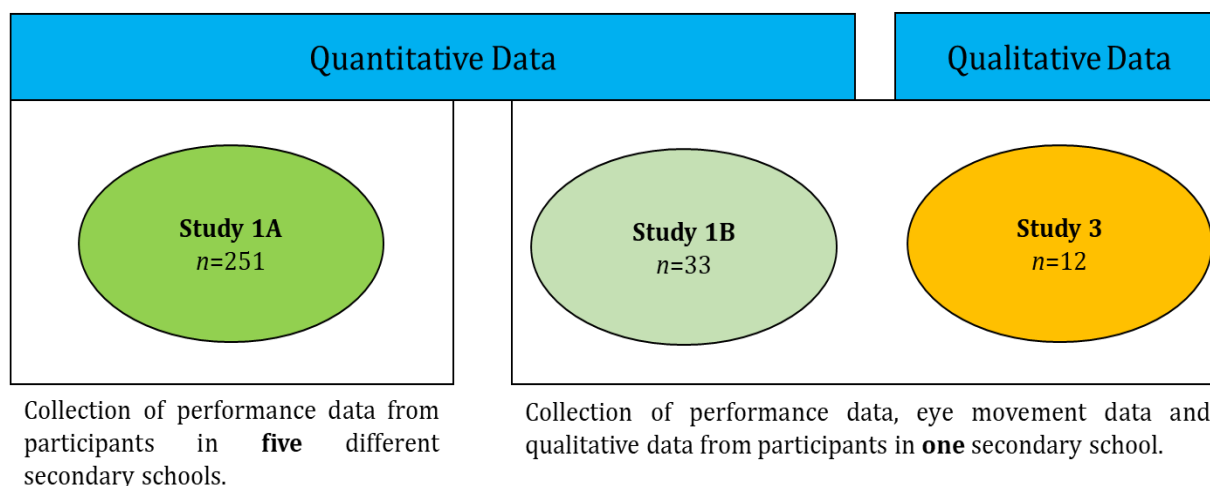 Quantitative Data
Qualitative Data
Study 1A
n=251
Study 1B
n=33
Study 3
n=12
Collection of performance data from
participants in five different
secondary schools.
Collection of performance data, eye movement data and
qualitative data from participants in one secondary school.